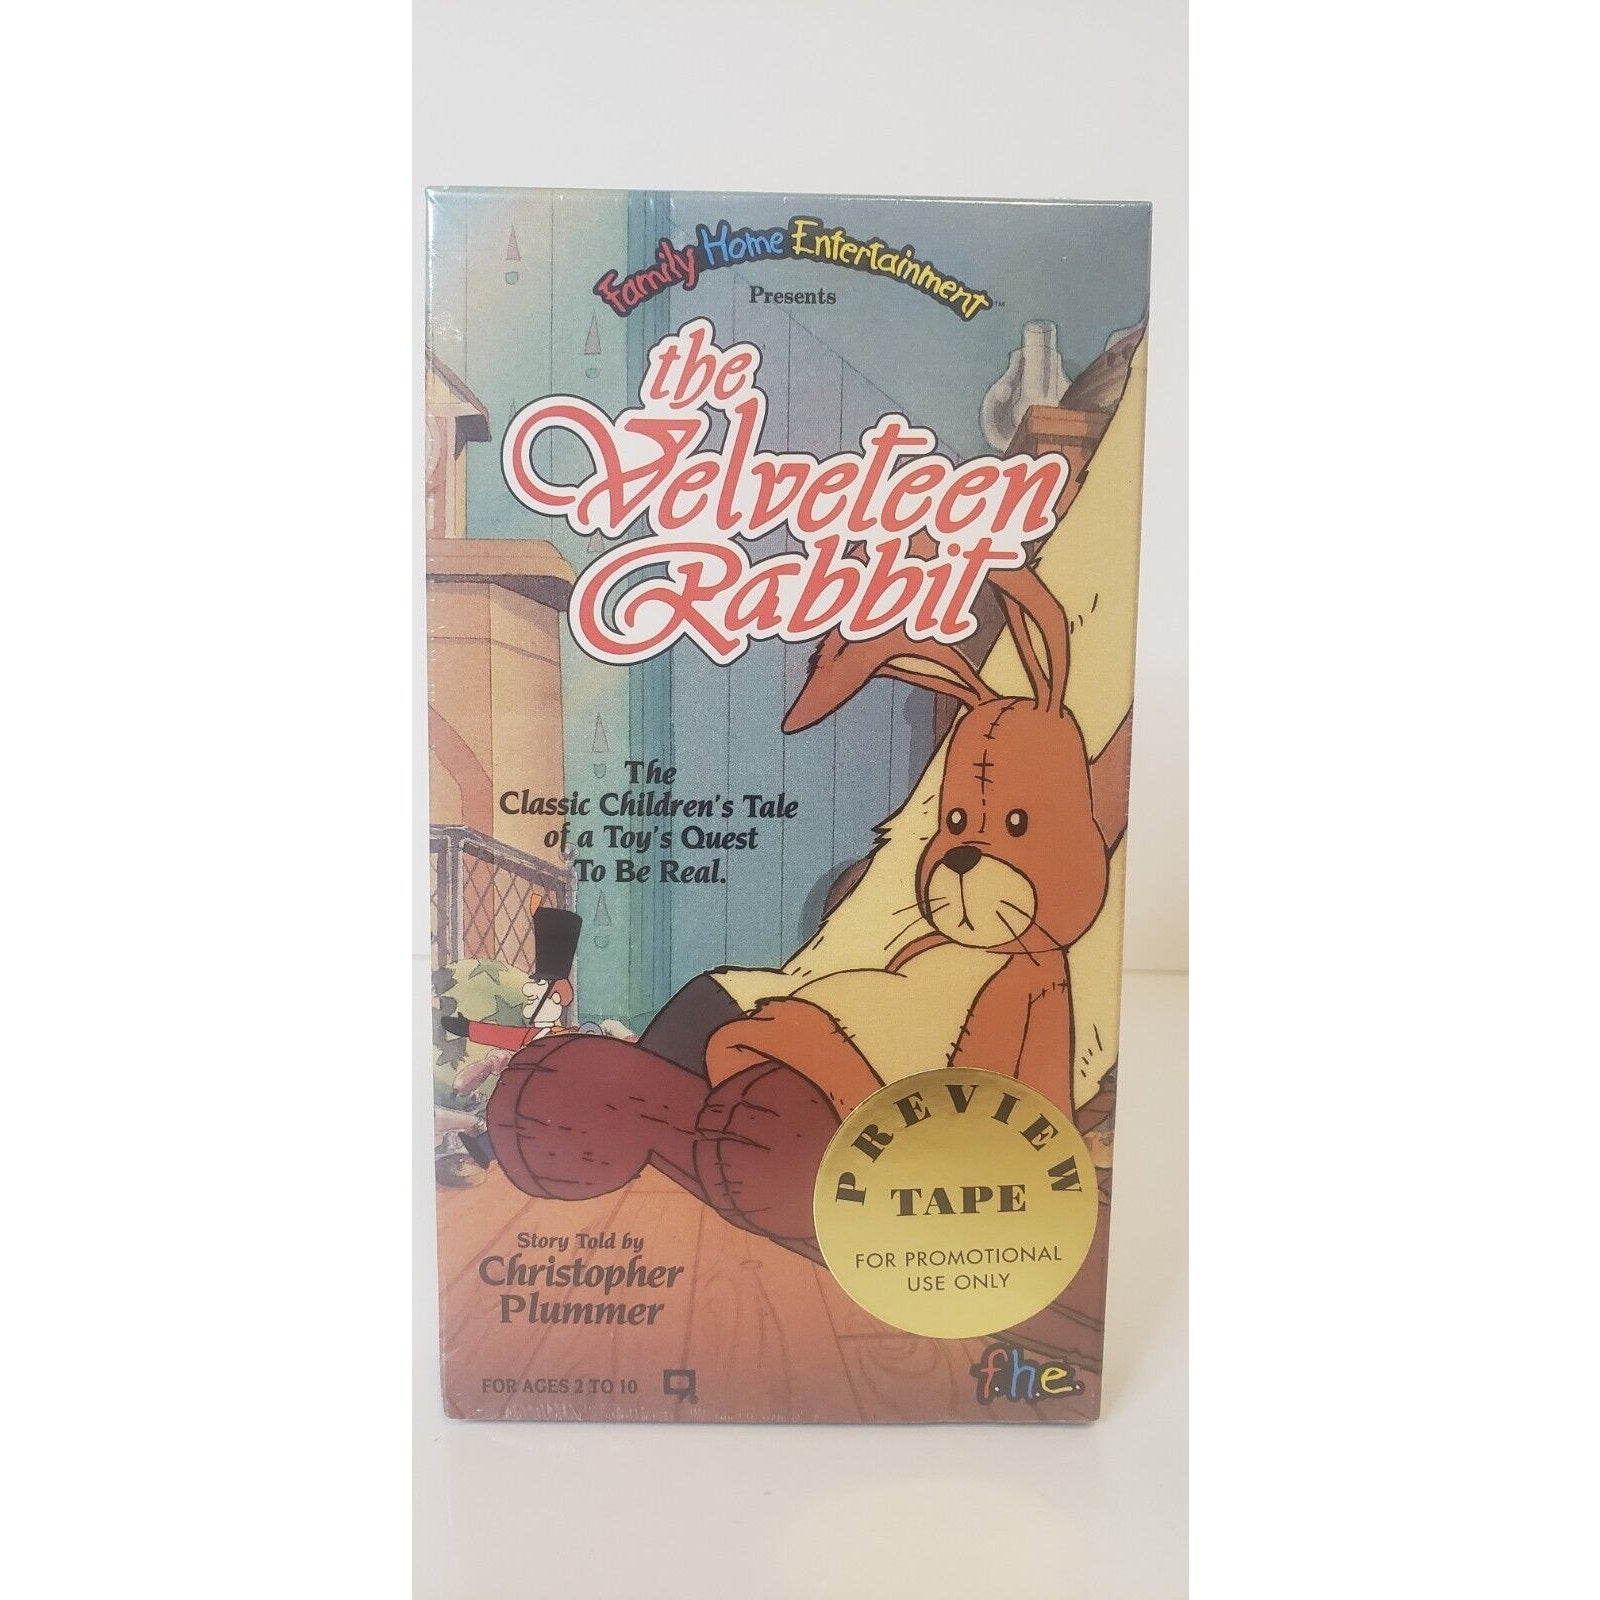 Family Home Entertainment™
Presents
the
Velveteen
Rabbit
The
Classic Children's Tale
of a Toy's Quest
To Be Real.
PREVIEW
TAPE
FOR PROMOTIONAL
USE ONLY
Story Told by
Christopher
Plummer
FOR AGES 2 TO 10
f.h.e.